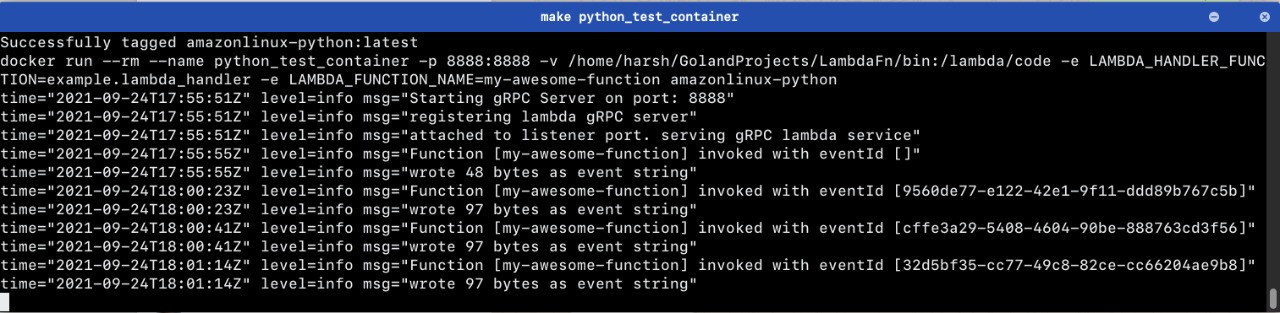 make python_test_container
Successfully tagged amazonlinux-python:latest
docker run --rm --name python_test_container -p 8888:8888 -v /home/harsh/GolandProjects/LambdaFn/bin:/lambda/code -e LAMBDA_HANDLER_FUNC
TION=example.lambda_handler -e LAMBDA_FUNCTION_NAME=my-awesome-function amazonlinux-python
time="2021-09-24T17:55:51Z" level=info msg="Starting gRPC Server on port: 8888"
time="2021-09-24T17:55:51Z" level=info msg="registering lambda gRPC server"
time="2021-09-24T17:55:51Z" level=info msg="attached to listener port. serving gRPC lambda service"
time="2021-09-24T17:55:55Z" level=info msg="Function [my-awesome-function] invoked with eventId []"
time="2021-09-24T17:55:55Z" level=info msg="wrote 48 bytes as event string"
time="2021-09-24T18:00:23Z" level=info msg="Function [my-awesome-function] invoked with eventId [9560de77-e122-42e1-9f11-ddd89b767c5b]"
time="2021-09-24T18:00:23Z" level=info msg="wrote 97 bytes as event string"
time="2021-09-24T18:00:41Z" level=info msg="Function [my-awesome-function] invoked with eventId [cffe3a29-5408-4604-90be-888763cd3f56]"
time="2021-09-24T18:00:41Z" level=info msg="wrote 97 bytes as event string"
time="2021-09-24T18:01:14Z" level=info msg="Function [my-awesome-function] invoked with eventId [32d5bf35-cc77-49c8-82ce-cc66204ae9b8]"
time="2021-09-24T18:01:14Z" level=info msg="wrote 97 bytes as event string"